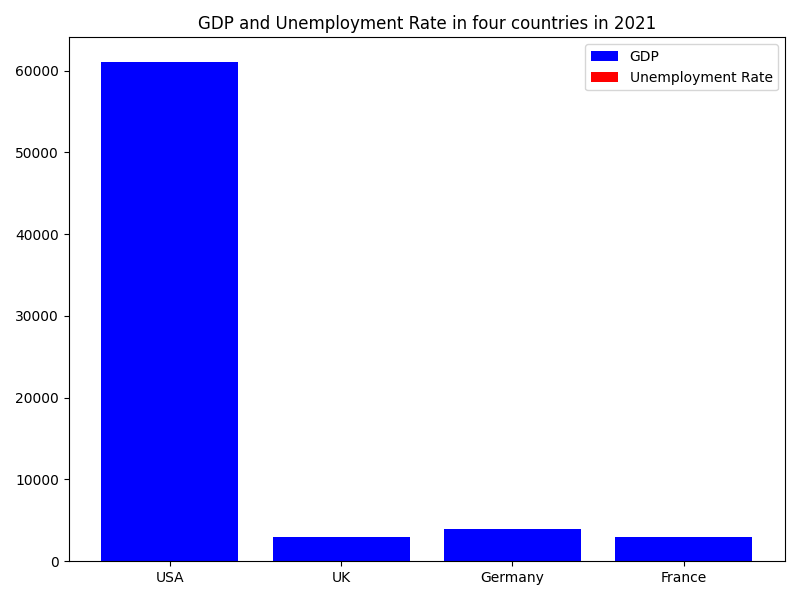 GDP and Unemployment Rate in four countries in 2021
GDP
Unemployment Rate
60000
50000
40000
30000
20000
10000
0
USA UK Germany France